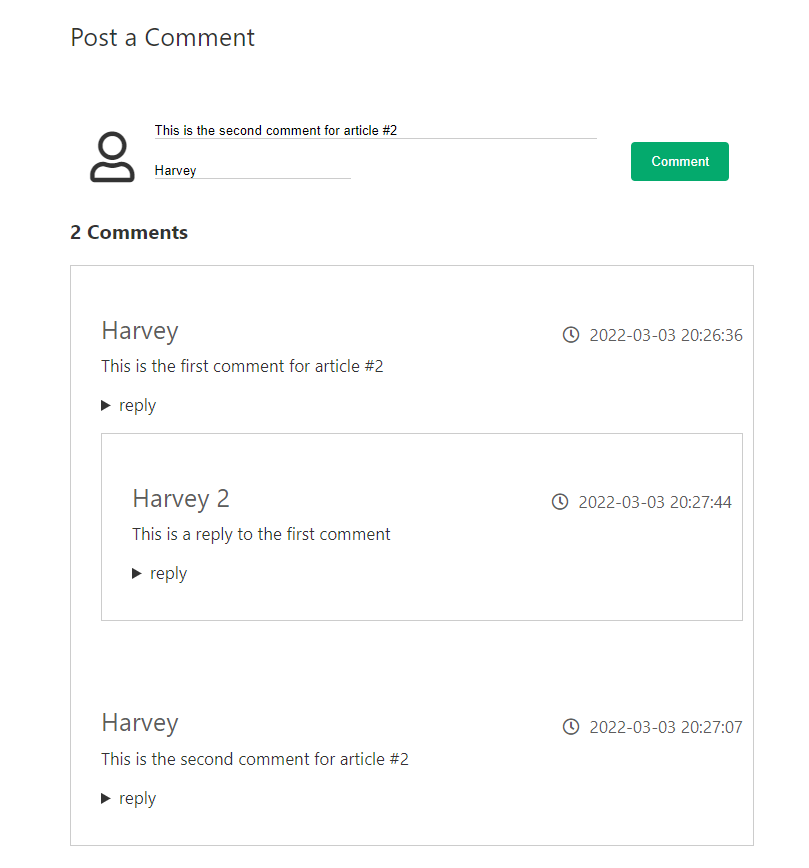 Post a Comment
This is the second comment for article #2
Harvey
Comment
2 Comments
Harvey
2022-03-03 20:26:36
This is the first comment for article #2
reply
Harvey 2
2022-03-03 20:27:44
This is a reply to the first comment
reply
Harvey
2022-03-03 20:27:07
This is the second comment for article #2
reply